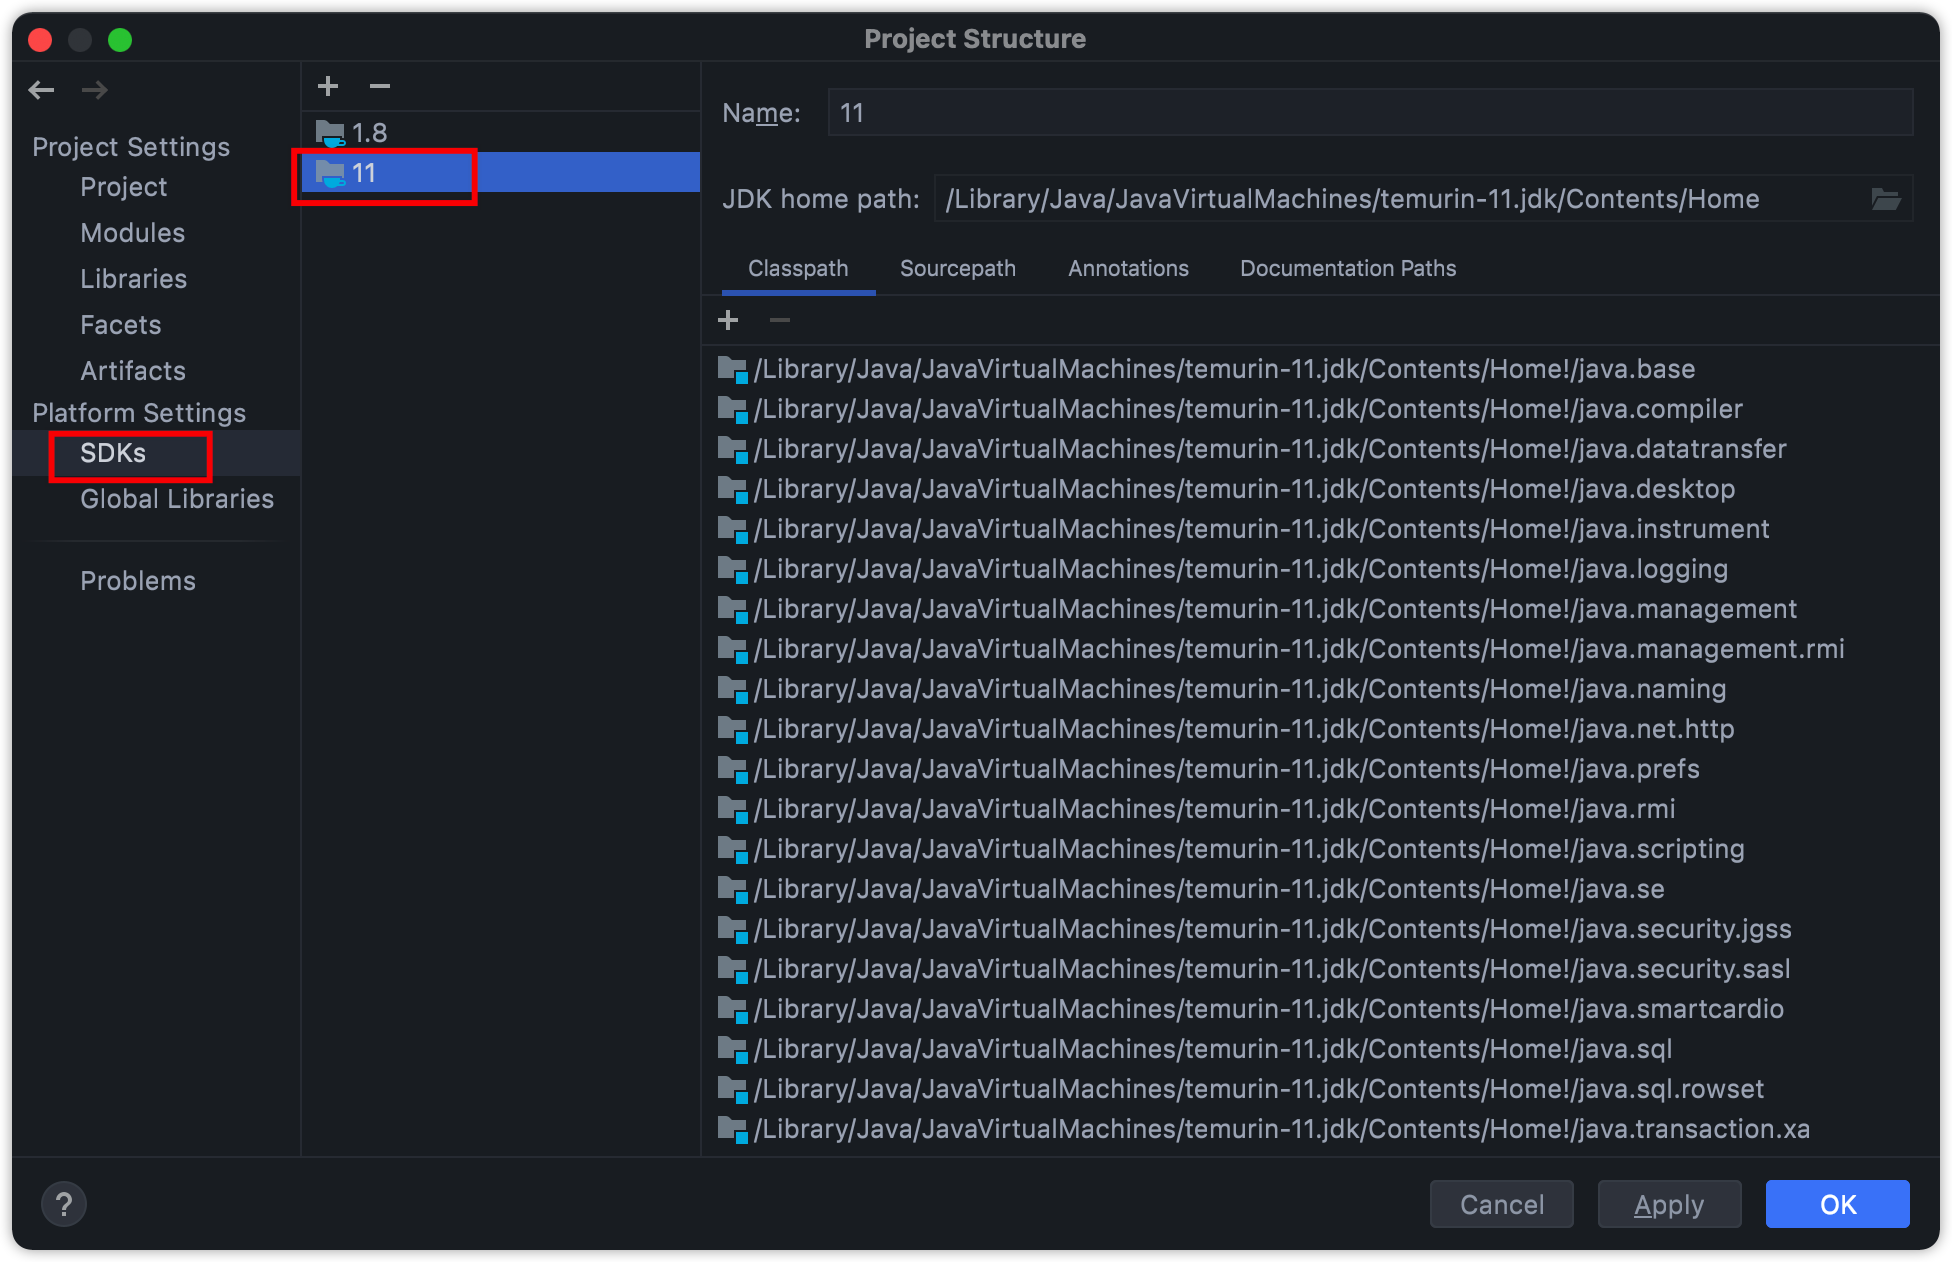 Project Structure
Project Settings
Project
Modules
Libraries
Facets
Artifacts
Platform Settings
SDKs
Global Libraries
Problems
1.8
11
Name: 11
JDK home path: /Library/Java/JavaVirtualMachines/temurin-11.jdk/Contents/Home
Classpath Sourcepath Annotations Documentation Paths
/Library/Java/JavaVirtualMachines/temurin-11.jdk/Contents/Home!/java.base
/Library/Java/JavaVirtualMachines/temurin-11.jdk/Contents/Home!/java.compiler
/Library/Java/JavaVirtualMachines/temurin-11.jdk/Contents/Home!/java.datatransfer
/Library/Java/JavaVirtualMachines/temurin-11.jdk/Contents/Home!/java.desktop
/Library/Java/JavaVirtualMachines/temurin-11.jdk/Contents/Home!/java.instrument
/Library/Java/JavaVirtualMachines/temurin-11.jdk/Contents/Home!/java.logging
/Library/Java/JavaVirtualMachines/temurin-11.jdk/Contents/Home!/java.management
/Library/Java/JavaVirtualMachines/temurin-11.jdk/Contents/Home!/java.management.rmi
/Library/Java/JavaVirtualMachines/temurin-11.jdk/Contents/Home!/java.naming
/Library/Java/JavaVirtualMachines/temurin-11.jdk/Contents/Home!/java.net.http
/Library/Java/JavaVirtualMachines/temurin-11.jdk/Contents/Home!/java.prefs
/Library/Java/JavaVirtualMachines/temurin-11.jdk/Contents/Home!/java.rmi
/Library/Java/JavaVirtualMachines/temurin-11.jdk/Contents/Home!/java.scripting
/Library/Java/JavaVirtualMachines/temurin-11.jdk/Contents/Home!/java.se
/Library/Java/JavaVirtualMachines/temurin-11.jdk/Contents/Home!/java.security.jgss
/Library/Java/JavaVirtualMachines/temurin-11.jdk/Contents/Home!/java.security.sasl
/Library/Java/JavaVirtualMachines/temurin-11.jdk/Contents/Home!/java.smartcardio
/Library/Java/JavaVirtualMachines/temurin-11.jdk/Contents/Home!/java.sql
/Library/Java/JavaVirtualMachines/temurin-11.jdk/Contents/Home!/java.sql.rowset
/Library/Java/JavaVirtualMachines/temurin-11.jdk/Contents/Home!/java.transaction.xa
? Cancel Apply OK